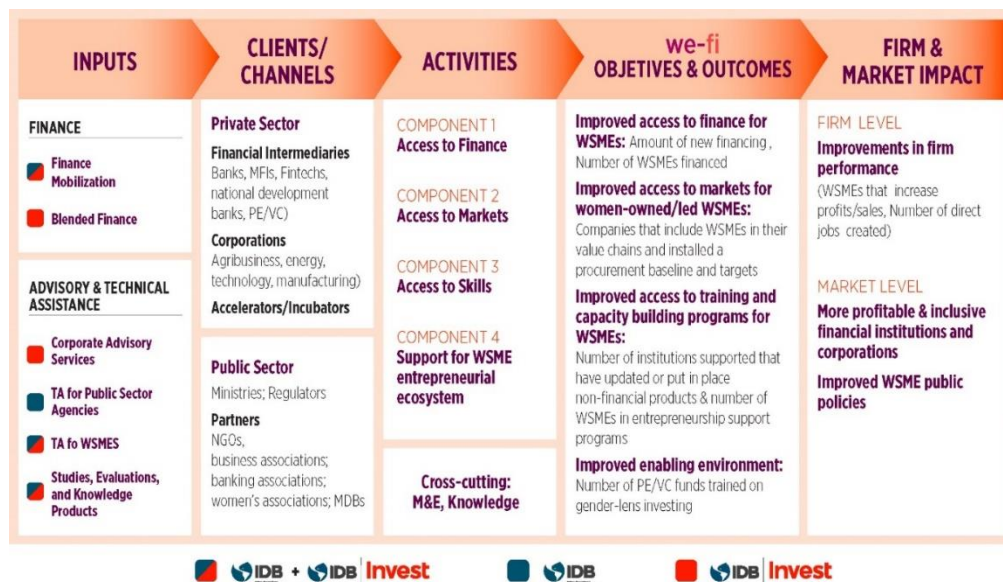 INPUTS
CLIENTS/
CHANNELS
ACTIVITIES
we-fi
OBJETIVES & OUTCOMES
FIRM &
MARKET IMPACT
FINANCE
Finance
Mobilization
Blended Finance
ADVISORY & TECHNICAL
ASSISTANCE
Corporate Advisory
Services
TA for Public Sector
Agencies
TA fo WSMES
Studies, Evaluations,
and Knowledge
Products
Private Sector
Financial Intermediaries
Banks, MFIs, Fintechs,
national development
banks, PE/VC)
Corporations
Agribusiness, energy,
technology, manufacturing)
Accelerators/Incubators
Public Sector
Ministries; Regulators
Partners
NGOs,
business associations;
banking associations;
women's associations; MDBs
COMPONENT 1
Access to Finance
COMPONENT 2
Access to Markets
COMPONENT 3
Access to Skills
COMPONENT 4
Support for WSME
entrepreneurial
ecosystem
Cross-cutting:
M&E, Knowledge
Improved access to finance for
WSMEs: Amount of new financing ,
Number of WSMEs financed
Improved access to markets for
women-owned/led WSMEs:
Companies that include WSMEs in their
value chains and installed a
procurement baseline and targets
Improved access to training and
capacity building programs for
WSMEs:
Number of institutions supported that
have updated or put in place
non-financial products & number of
WSMEs in entrepreneurship support
programs
Improved enabling environment:
Number of PE/VC funds trained on
gender-lens investing
FIRM LEVEL
Improvements in firm
performance
(WSMEs that increase
profits/sales, Number of direct
jobs created)
MARKET LEVEL
More profitable & inclusive
financial institutions and
corporations
Improved WSME public
policies
IDB + IDB Invest
IDB
IDB Invest